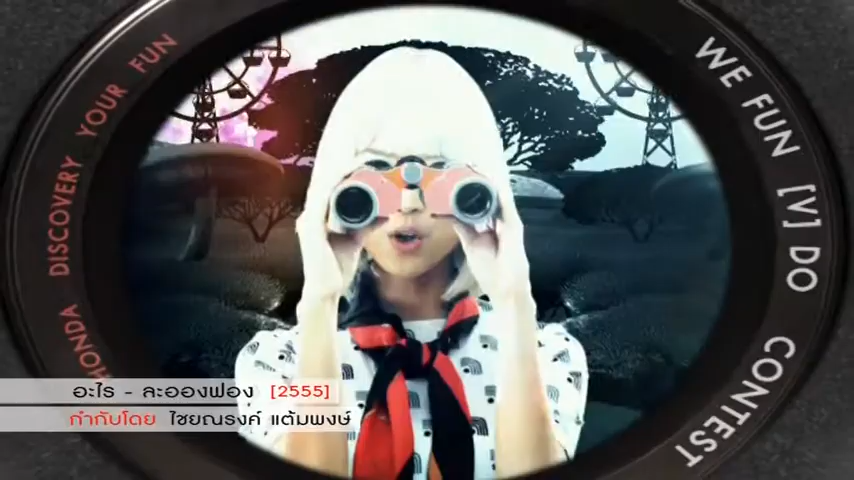 HONDA DISCOVERY YOUR FUN
WE FUN [V] DO CONTEST
อะไร - ละอองฟอง [2555]
กำกับโดย ไชยณรงค์ แต้มพงษ์